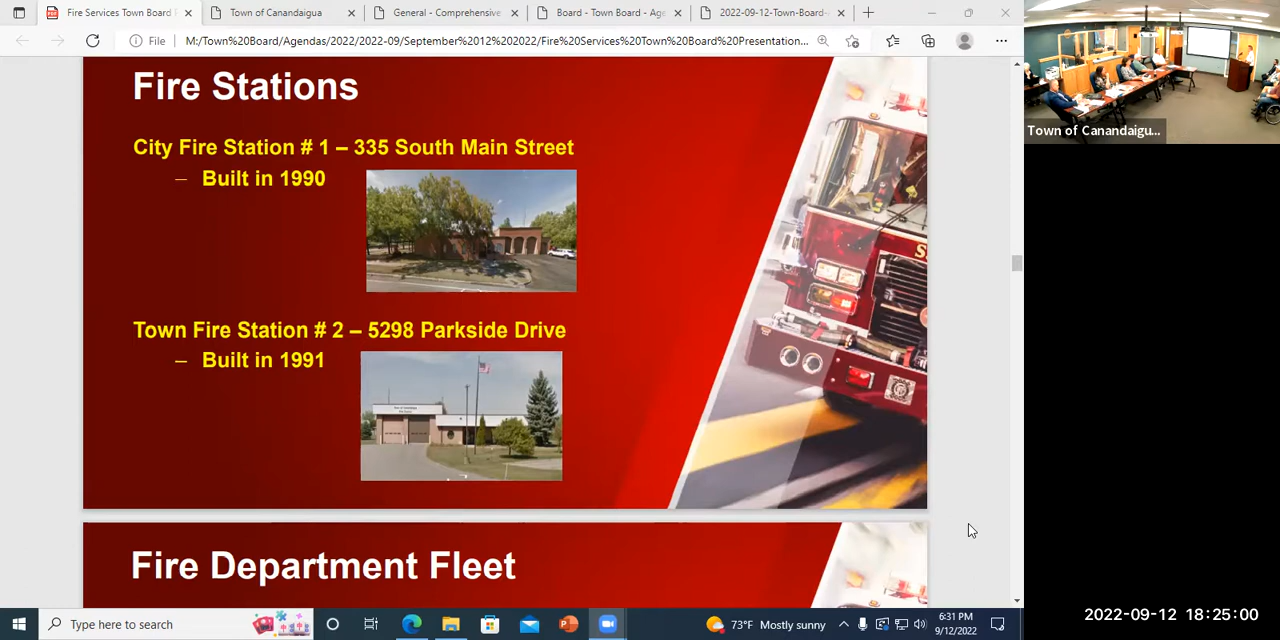 Fire Services Town Board
Town of Canandaigua
General - Comprehensive
Board - Town Board - Age
2022-09-12-Town-Board-
File
M:/Town%20Board/Agendas/2022/2022-09/September%2012%202022/Fire%20Services%20Town%20Board%20Presentation...
Town of Canandaigu...
Fire Stations
City Fire Station # 1 – 335 South Main Street
– Built in 1990
Town Fire Station # 2 – 5298 Parkside Drive
– Built in 1991
Fire Department Fleet
2022-09-12 18:25:00
Type here to search
73°F Mostly sunny
6:31 PM
9/12/2022